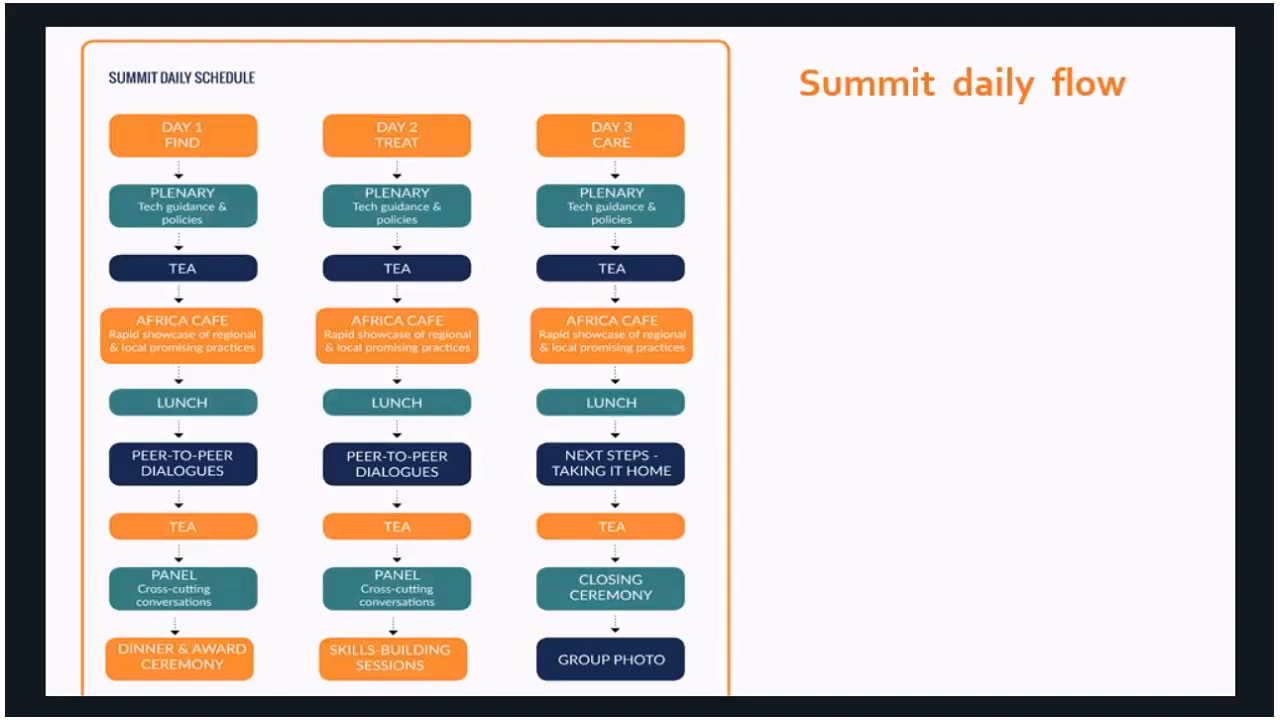 SUMMIT DAILY SCHEDULE
Summit daily flow
DAY 1
FIND
PLENARY
Tech guidance &
policies
TEA
AFRICA CAFE
Rapid showcase of regional
& local promising practices
LUNCH
PEER-TO-PEER
DIALOGUES
TEA
PANEL
Cross-cutting
conversations
DINNER & AWARD
CEREMONY
DAY 2
TREAT
PLENARY
Tech guidance &
policies
TEA
AFRICA CAFE
Rapid showcase of regional
& local promising practices
LUNCH
PEER-TO-PEER
DIALOGUES
TEA
PANEL
Cross-cutting
conversations
SKILLS-BUILDING
SESSIONS
DAY 3
CARE
PLENARY
Tech guidance &
policies
TEA
AFRICA CAFE
Rapid showcase of regional
& local promising practices
LUNCH
NEXT STEPS -
TAKING IT HOME
TEA
CLOSING
CEREMONY
GROUP PHOTO